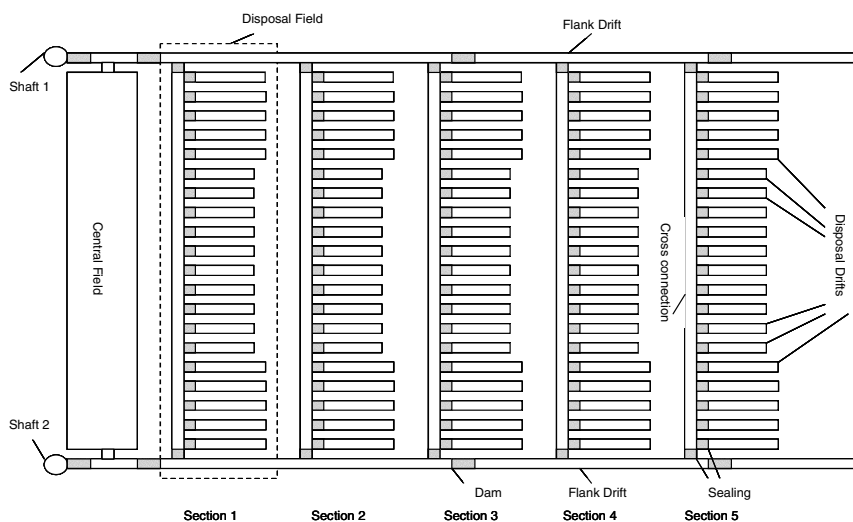 Disposal Field
Flank Drift
Shaft 1
Central Field
Cross connection
Disposal Drifts
Shaft 2
Dam
Flank Drift
Sealing
Section 1
Section 2
Section 3
Section 4
Section 5